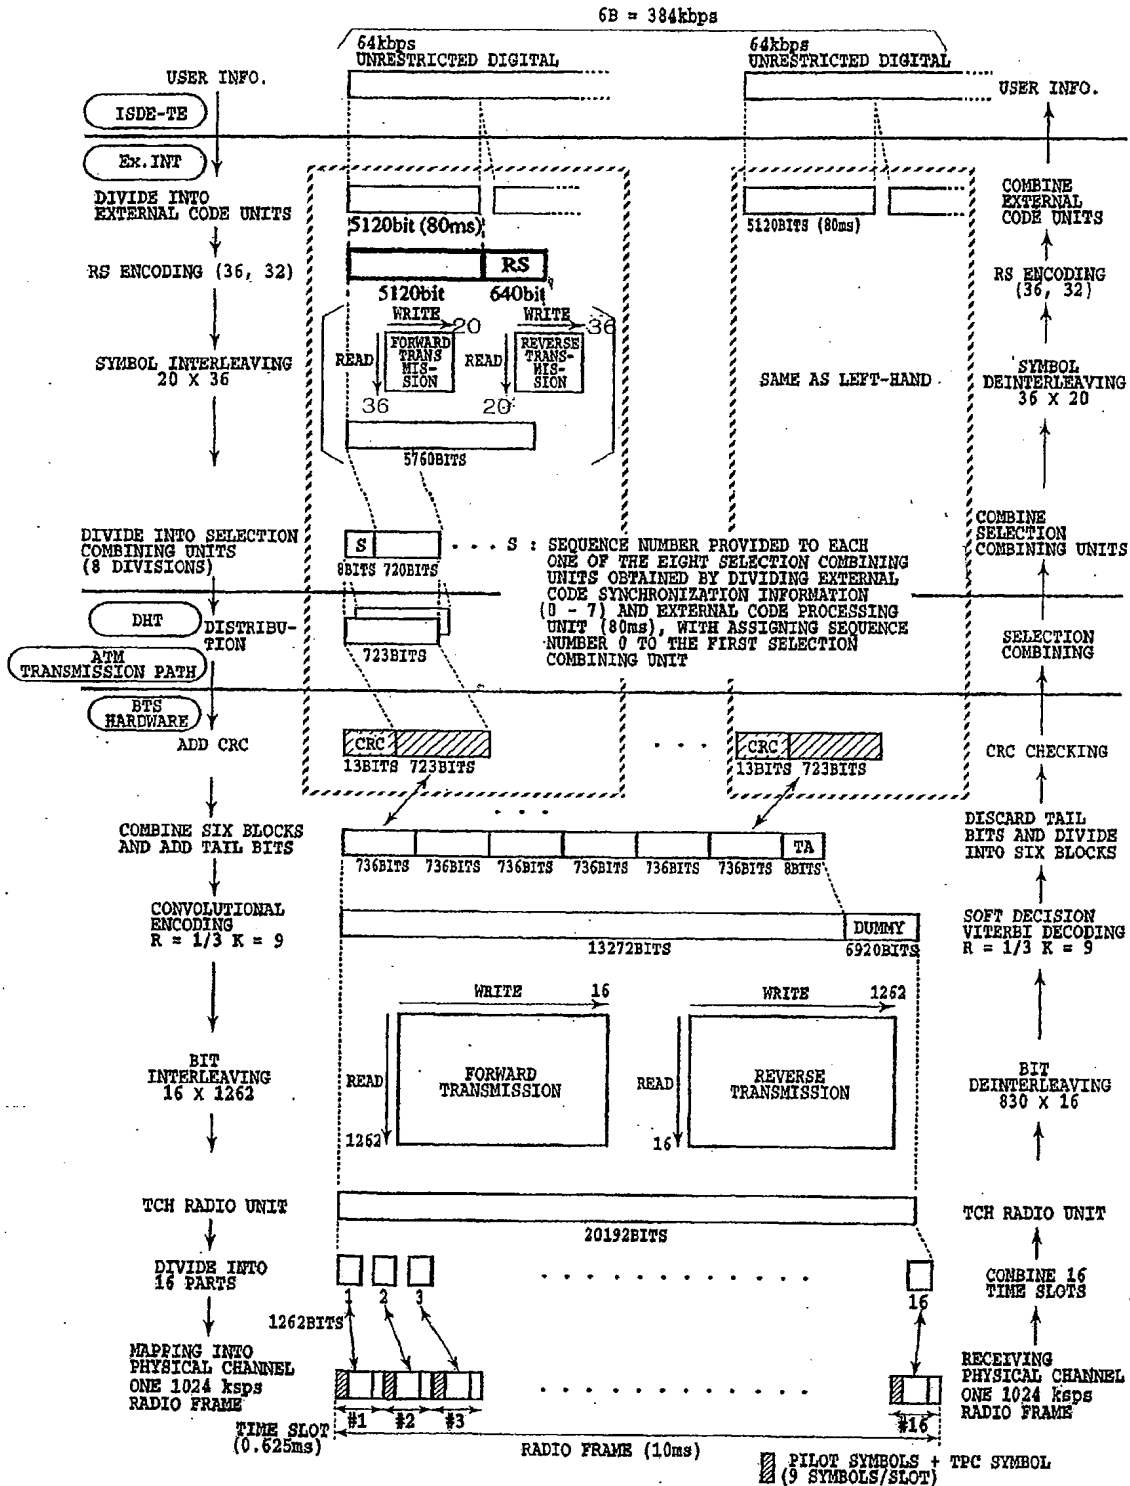 6B = 384kbps
64kbps
UNRESTRICTED DIGITAL
64kbps
UNRESTRICTED DIGITAL
USER INFO.
USER INFO.
ISDE-TE
Ex.INT
DIVIDE INTO
EXTERNAL CODE UNITS
5120bit (80ms)
5120BITS (80ms)
COMBINE
EXTERNAL
CODE UNITS
RS ENCODING (36, 32)
RS
5120bit
640bit
RS ENCODING
(36, 32)
SYMBOL INTERLEAVING
20 X 36
WRITE
20
READ
FORWARD
TRANS
MIS-
SION
36
WRITE
36
READ
REVERSE
TRANS-
MIS-
SION
20
5760BITS
SAME AS LEFT-HAND
SYMBOL
DEINTERLEAVING
36 X 20
DIVIDE INTO SELECTION
COMBINING UNITS
(8 DIVISIONS)
S
8BITS
720BITS
S : SEQUENCE NUMBER PROVIDED TO EACH
ONE OF THE EIGHT SELECTION COMBINING
UNITS OBTAINED BY DIVIDING EXTERNAL
CODE SYNCHRONIZATION INFORMATION
(0 - 7) AND EXTERNAL CODE PROCESSING
UNIT (80ms), WITH ASSIGNING SEQUENCE
NUMBER 0 TO THE FIRST SELECTION
COMBINING UNIT
COMBINE
SELECTION
COMBINING UNITS
DHT
DISTRIBU-
TION
723BITS
SELECTION
COMBINING
ATM
TRANSMISSION PATH
BTS
HARDWARE
ADD CRC
CRC
13BITS
723BITS
CRC
13BITS
723BITS
CRC CHECKING
COMBINE SIX BLOCKS
AND ADD TAIL BITS
TA
736BITS
736BITS
736BITS
736BITS
736BITS
736BITS
8BITS
DISCARD TAIL
BITS AND DIVIDE
INTO SIX BLOCKS
CONVOLUTIONAL
ENCODING
R = 1/3 K = 9
DUMMY
13272BITS
6920BITS
SOFT DECISION
VITERBI DECODING
R = 1/3 K = 9
BIT
INTERLEAVING
16 X 1262
WRITE
16
READ
FORWARD
TRANSMISSION
1262
WRITE
1262
READ
REVERSE
TRANSMISSION
16
BIT
DEINTERLEAVING
830 X 16
TCH RADIO UNIT
20192BITS
TCH RADIO UNIT
DIVIDE INTO
16 PARTS
1
2
3
16
1262BITS
COMBINE 16
TIME SLOTS
MAPPING INTO
PHYSICAL CHANNEL
ONE 1024 ksps
RADIO FRAME
#1
#2
#3
#16
RECEIVING
PHYSICAL CHANNEL
ONE 1024 ksps
RADIO FRAME
TIME SLOT
(0.625ms)
RADIO FRAME (10ms)
PILOT SYMBOLS + TPC SYMBOL
(9 SYMBOLS/SLOT)